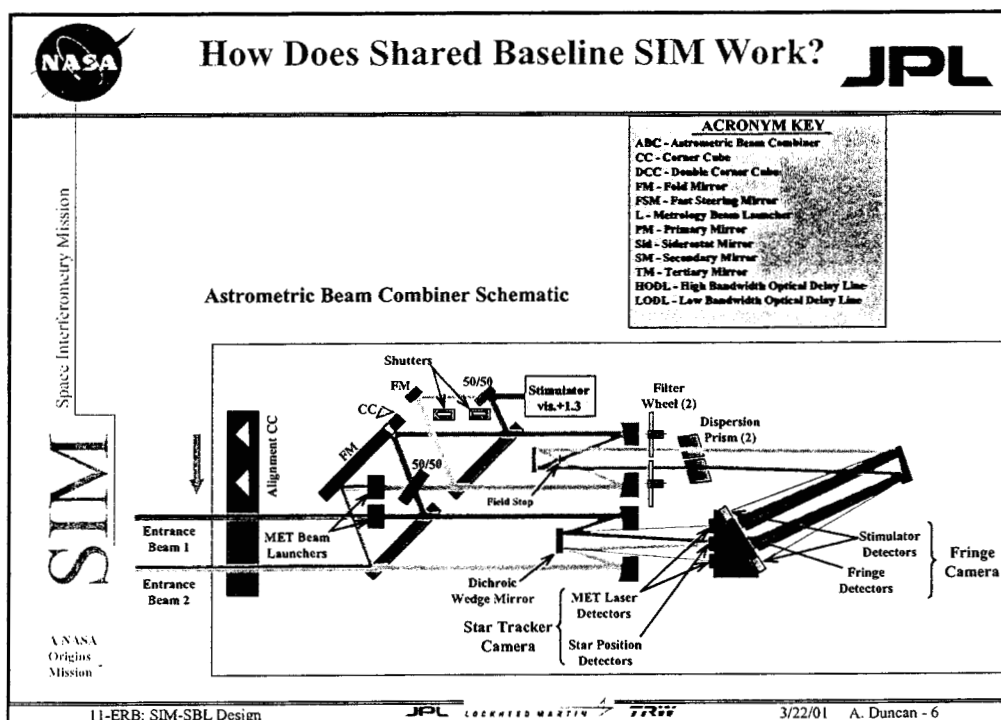 NASA
How Does Shared Baseline SIM Work?
JPL
Space Interferometry Mission
SIM
A NASA
Origins
Mission
ACRONYM KEY
ABC - Astrometric Beam Combiner
CC - Corner Cube
DCC - Double Corner Cube
FM - Fold Mirror
FSM - Fast Steering Mirror
L - Metrology Beam Launcher
PM - Primary Mirror
Sid - Siderostat Mirror
SM - Secondary Mirror
TM - Tertiary Mirror
HODL - High Bandwidth Optical Delay Line
LODL - Low Bandwidth Optical Delay Line
Astrometric Beam Combiner Schematic
Shutters
FM
50/50
Stimulator
vis.+1.3
Filter
Wheel (2)
Dispersion
Prism (2)
CC
Alignment CC
FM
50/50
Field Stop
Entrance
Beam 1
MET Beam
Launchers
Entrance
Beam 2
Dichroic
Wedge Mirror
MET Laser
Detectors
Star Tracker
Camera
Star Position
Detectors
Stimulator
Detectors
Fringe
Detectors
Fringe
Camera
11-ERB: SIM-SBL Design
JPL LOCKHEED MARTIN TRW
3/22/01 A. Duncan - 6